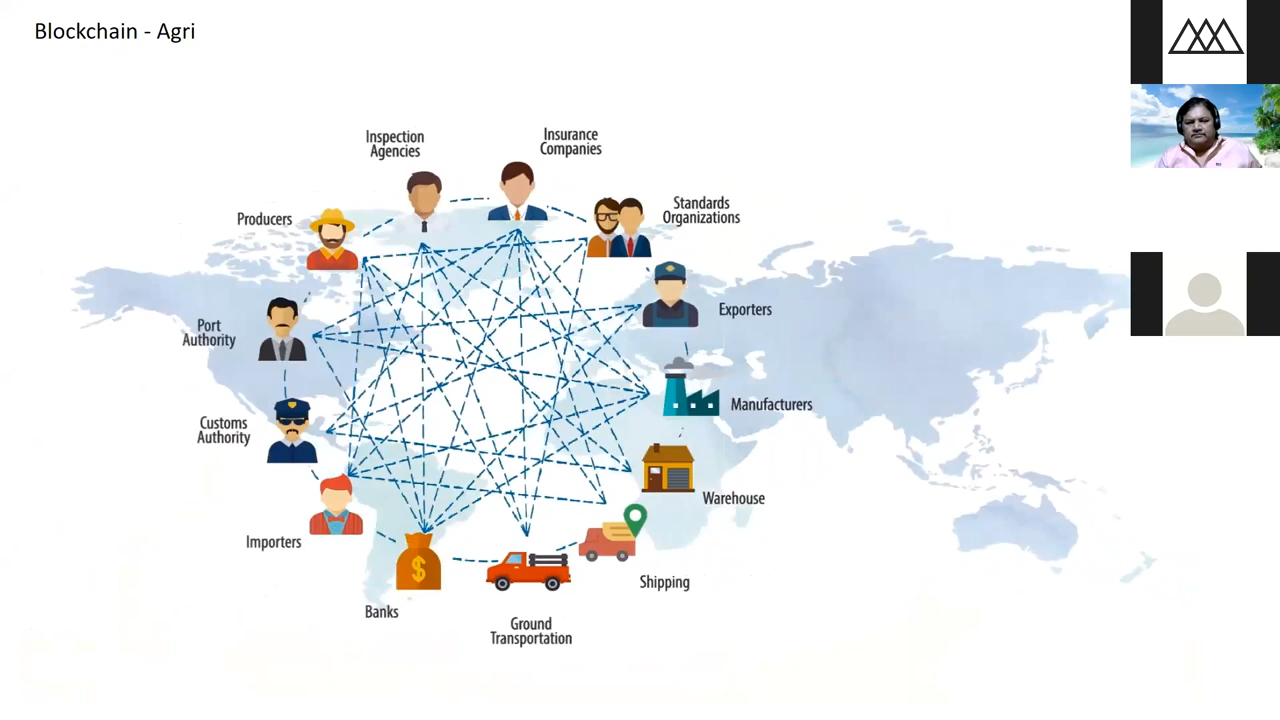 Blockchain - Agri
Inspection
Agencies
Insurance
Companies
Producers
Standards
Organizations
Port
Authority
Exporters
Customs
Authority
Manufacturers
Warehouse
Importers
Shipping
$
Banks
Ground
Transportation